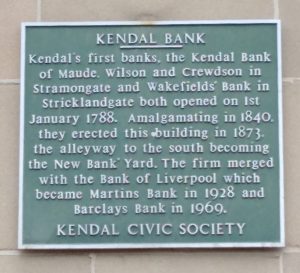 KENDAL BANK
Kendal's first banks, the Kendal Bank
of Maude, Wilson and Crewdson in
Stramongate and Wakefields' Bank in
Stricklandgate both opened on 1st
January 1788. Amalgamating in 1840,
they erected this building in 1873,
the alleyway to the south becoming
the New Bank Yard. The firm merged
with the Bank of Liverpool which
became Martins Bank in 1928 and
Barclays Bank in 1969.
KENDAL CIVIC SOCIETY